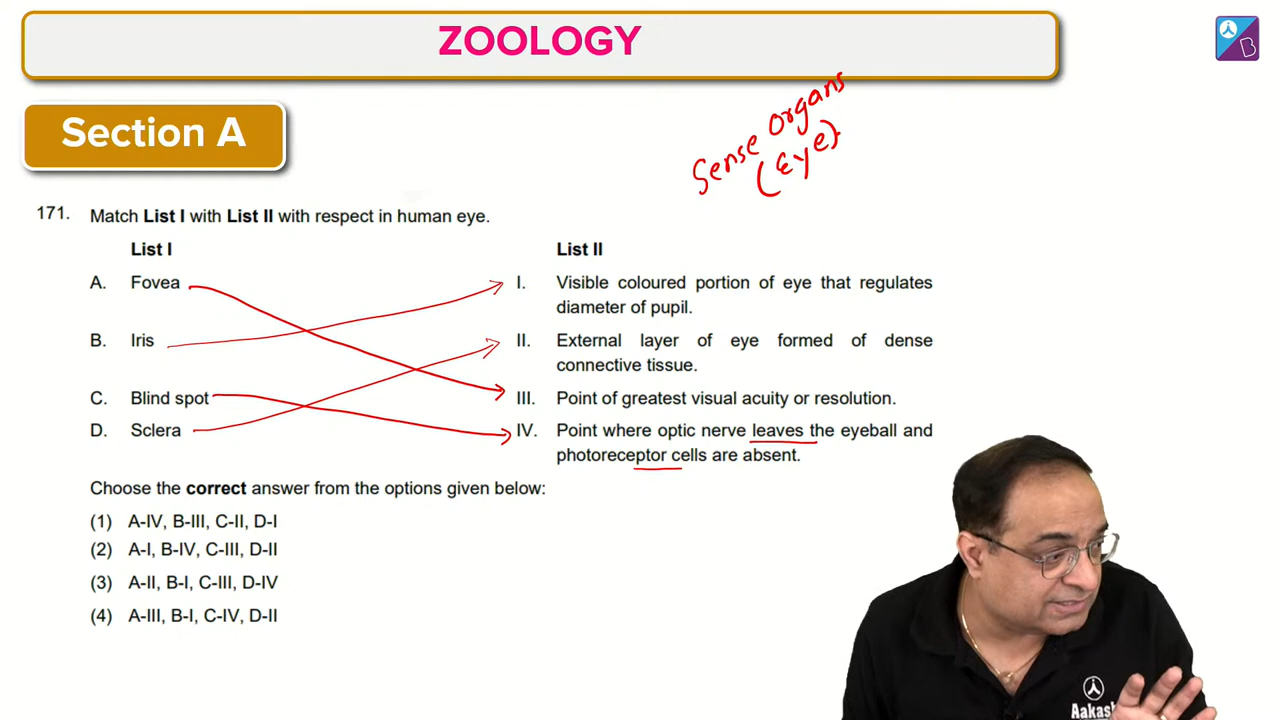 ZOOLOGY
B
Sense Organs
(Eye)
Section A
171. Match List I with List II with respect in human eye.
List I List II
A. Fovea I. Visible coloured portion of eye that regulates
diameter of pupil.
B. Iris II. External layer of eye formed of dense
connective tissue.
C. Blind spot III. Point of greatest visual acuity or resolution.
D. Sclera IV. Point where optic nerve leaves the eyeball and
photoreceptor cells are absent.
Choose the correct answer from the options given below:
(1) A-IV, B-III, C-II, D-I
(2) A-I, B-IV, C-III, D-II
(3) A-II, B-I, C-III, D-IV
(4) A-III, B-I, C-IV, D-II